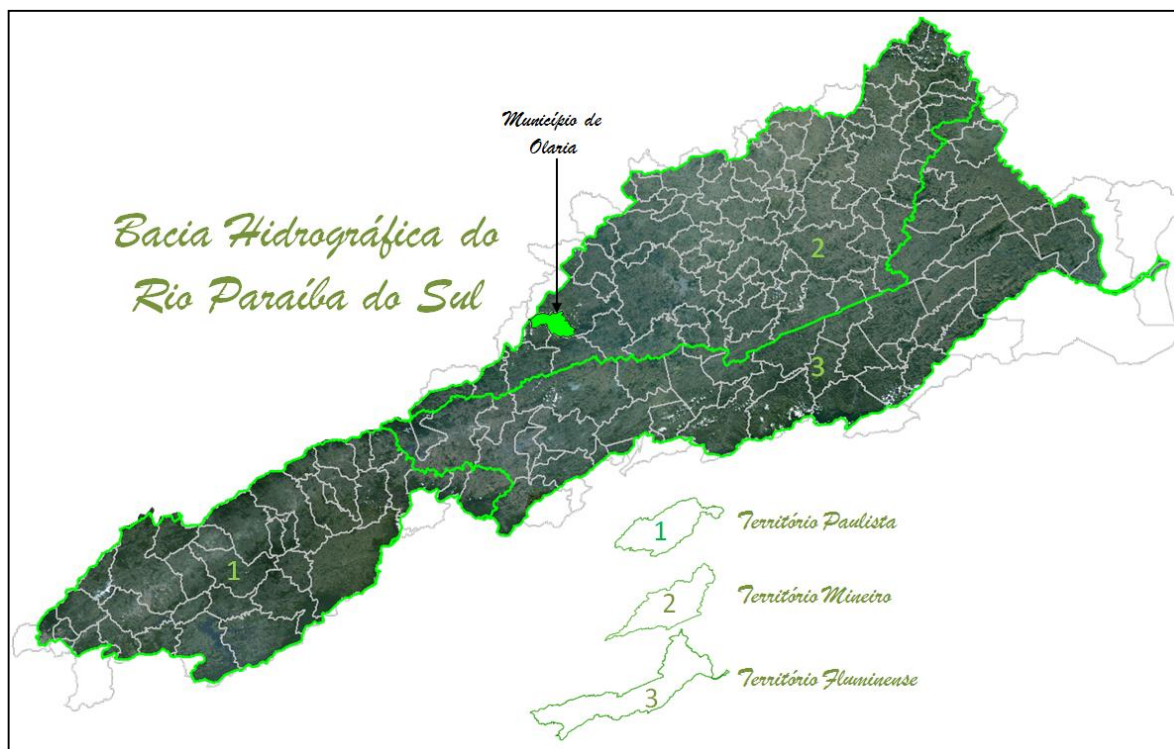 Município de
Olaria
Bacia Hidrográfica do
Rio Paraíba do Sul
2
3
1
1
Território Paulista
2
Território Mineiro
3
Território Fluminense